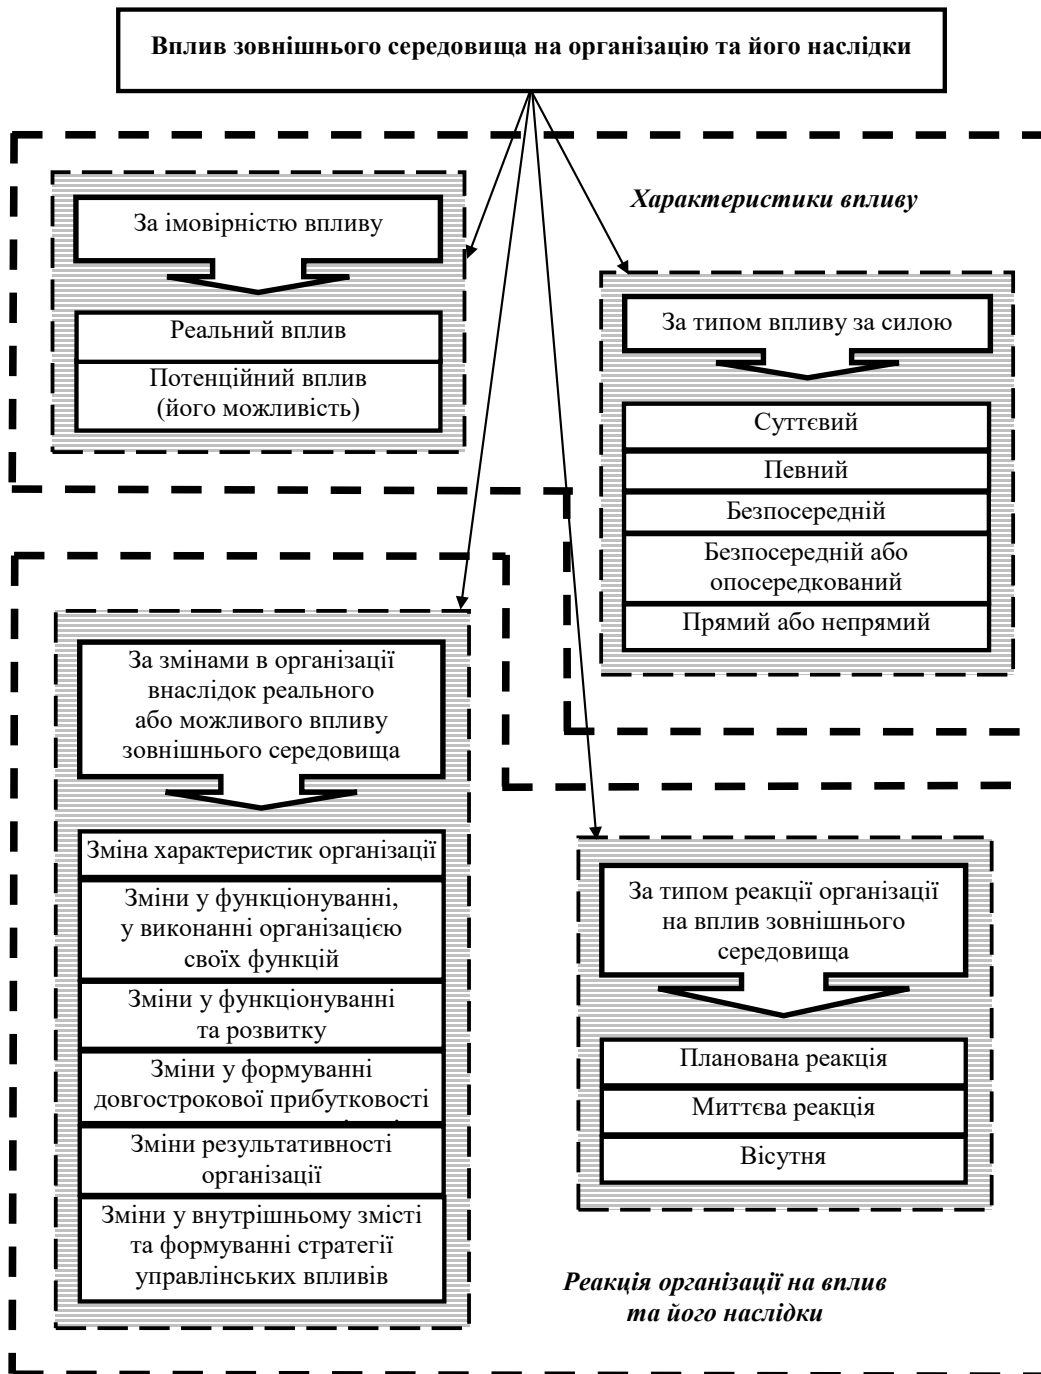 Вплив зовнішнього середовища на організацію та його наслідки
Характеристики впливу
За імовірністю впливу
Реальний вплив
Потенційний вплив
(його можливість)
За типом впливу за силою
Суттєвий
Певний
Безпосередній
Безпосередній або
опосередкований
Прямий або непрямий
За змінами в організації
внаслідок реального
або можливого впливу
зовнішнього середовища
Зміна характеристик організації
Зміни у функціонуванні,
у виконанні організацією
своїх функцій
Зміни у функціонуванні
та розвитку
Зміни у формуванні
довгострокової прибутковості
Зміни результативності
організації
Зміни у внутрішньому змісті
та формуванні стратегії
управлінських впливів
За типом реакції організації
на вплив зовнішнього
середовища
Планована реакція
Миттєва реакція
Вісутня
Реакція організації на вплив
та його наслідки